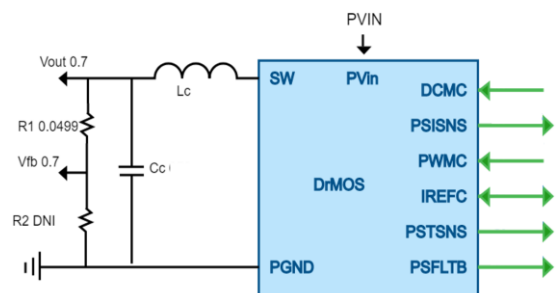 PVIN
Vout 0.7
SW
PVin
DCMC
Lc
R1 0.0499
PSISNS
Vfb 0.7
Cc
PWMC
DrMOS
IREFC
R2 DNI
PSTSNS
PGND
PSFLTB